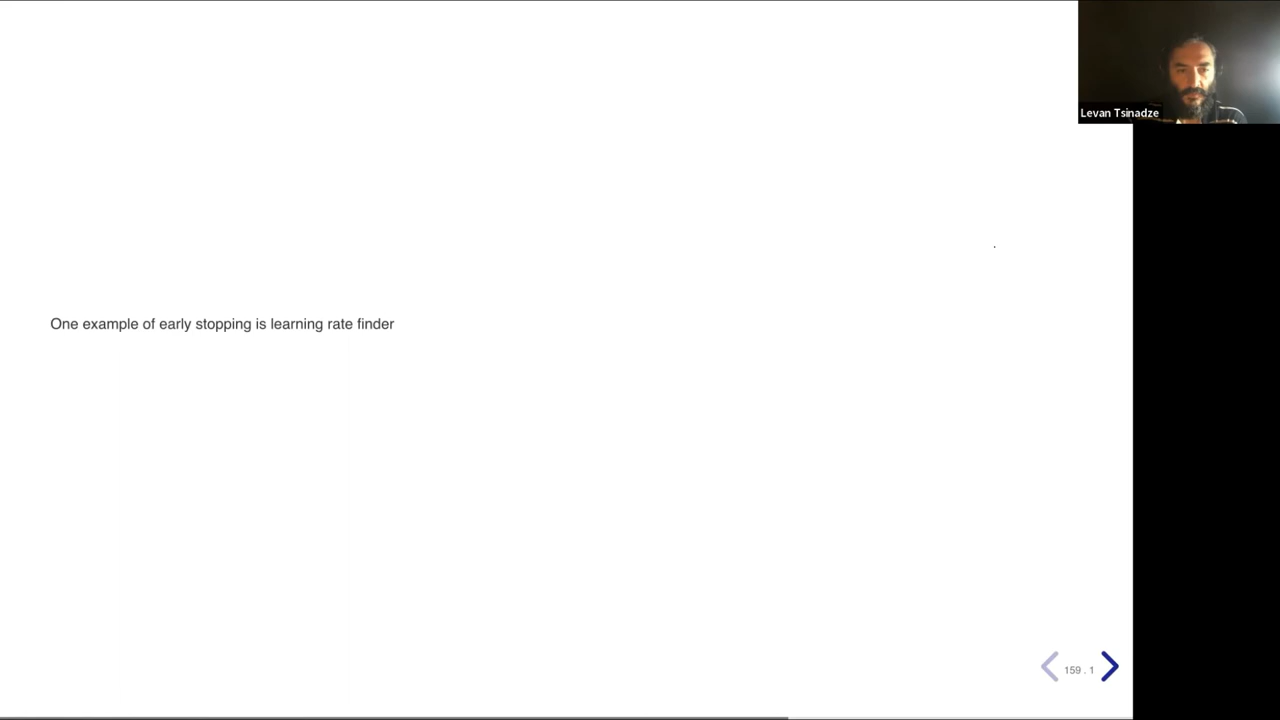 Levan Tsinadze
One example of early stopping is learning rate finder
159 . 1